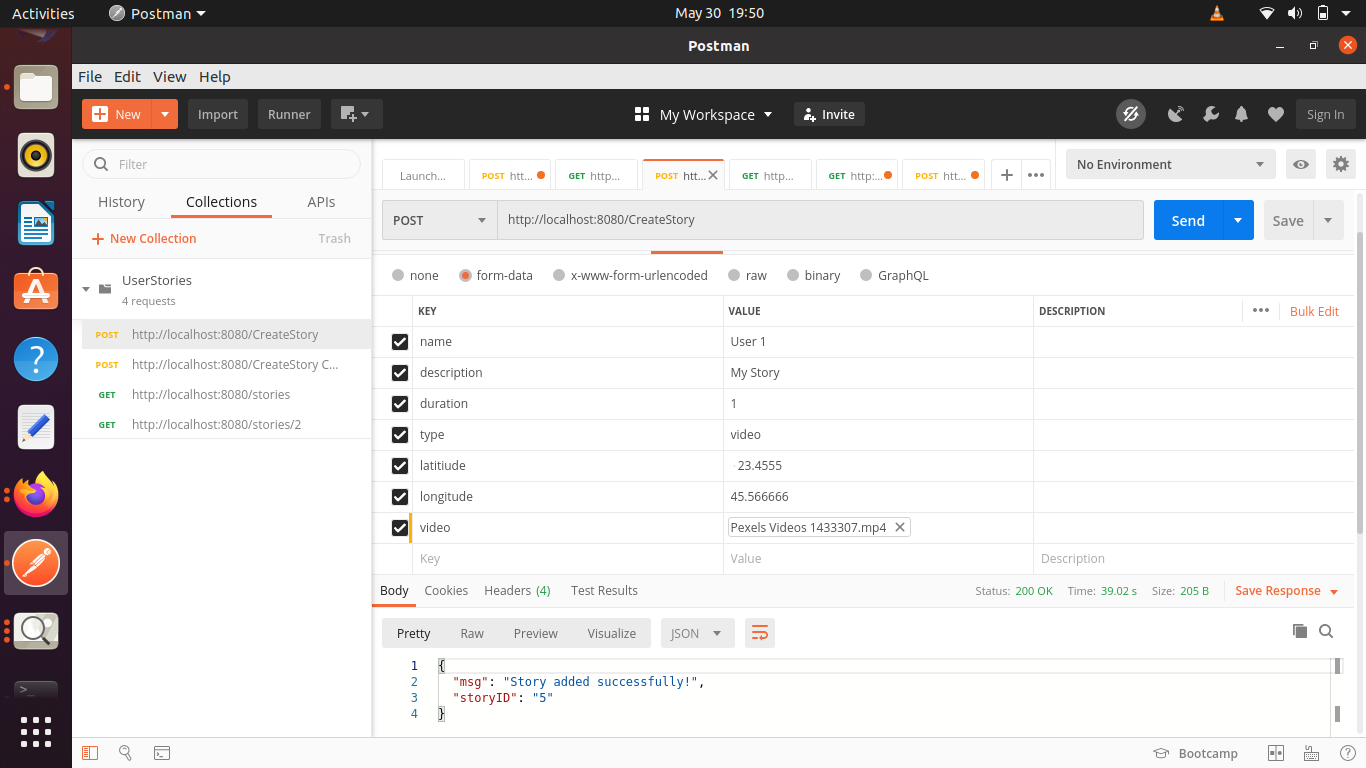 Activities Postman May 30 19:50
Postman
File Edit View Help
New Import Runner My Workspace Invite Sign In
Filter
History Collections APIs
New Collection Trash
UserStories
4 requests
POST http://localhost:8080/CreateStory
POST http://localhost:8080/CreateStory C...
GET http://localhost:8080/stories
GET http://localhost:8080/stories/2
Launch... POST htt... GET http... POST htt... GET http... GET http:... POST htt... No Environment
POST http://localhost:8080/CreateStory Send Save
none form-data x-www-form-urlencoded raw binary GraphQL
KEY VALUE DESCRIPTION Bulk Edit
name User 1
description My Story
duration 1
type video
latitiude 23.4555
longitude 45.566666
video Pexels Videos 1433307.mp4
Key Value Description
Body Cookies Headers (4) Test Results Status: 200 OK Time: 39.02 s Size: 205 B Save Response
Pretty Raw Preview Visualize JSON
1 {
2 "msg": "Story added successfully!",
3 "storyID": "5"
4 }
Bootcamp